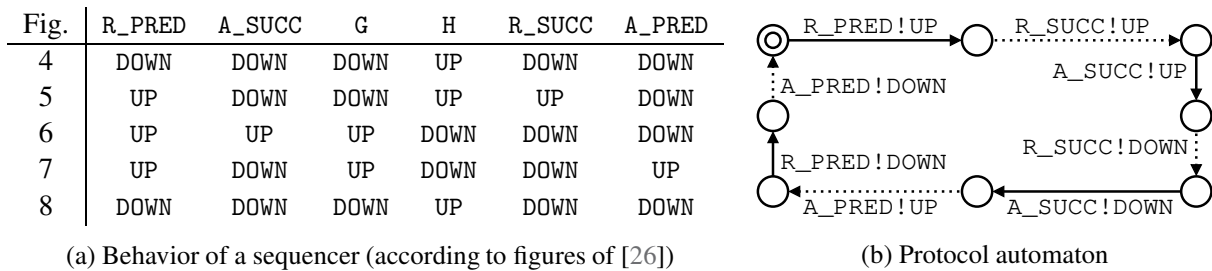 Fig. R_PRED A_SUCC G H R_SUCC A_PRED
4 DOWN DOWN DOWN UP DOWN DOWN
5 UP DOWN DOWN UP UP DOWN
6 UP UP UP DOWN DOWN DOWN
7 UP DOWN UP DOWN DOWN UP
8 DOWN DOWN DOWN UP DOWN DOWN
(a) Behavior of a sequencer (according to figures of [26])
R_PRED!UP R_SUCC!UP
A_SUCC!UP
A_PRED!DOWN
R_SUCC!DOWN
R_PRED!DOWN
A_PRED!UP A_SUCC!DOWN
(b) Protocol automaton